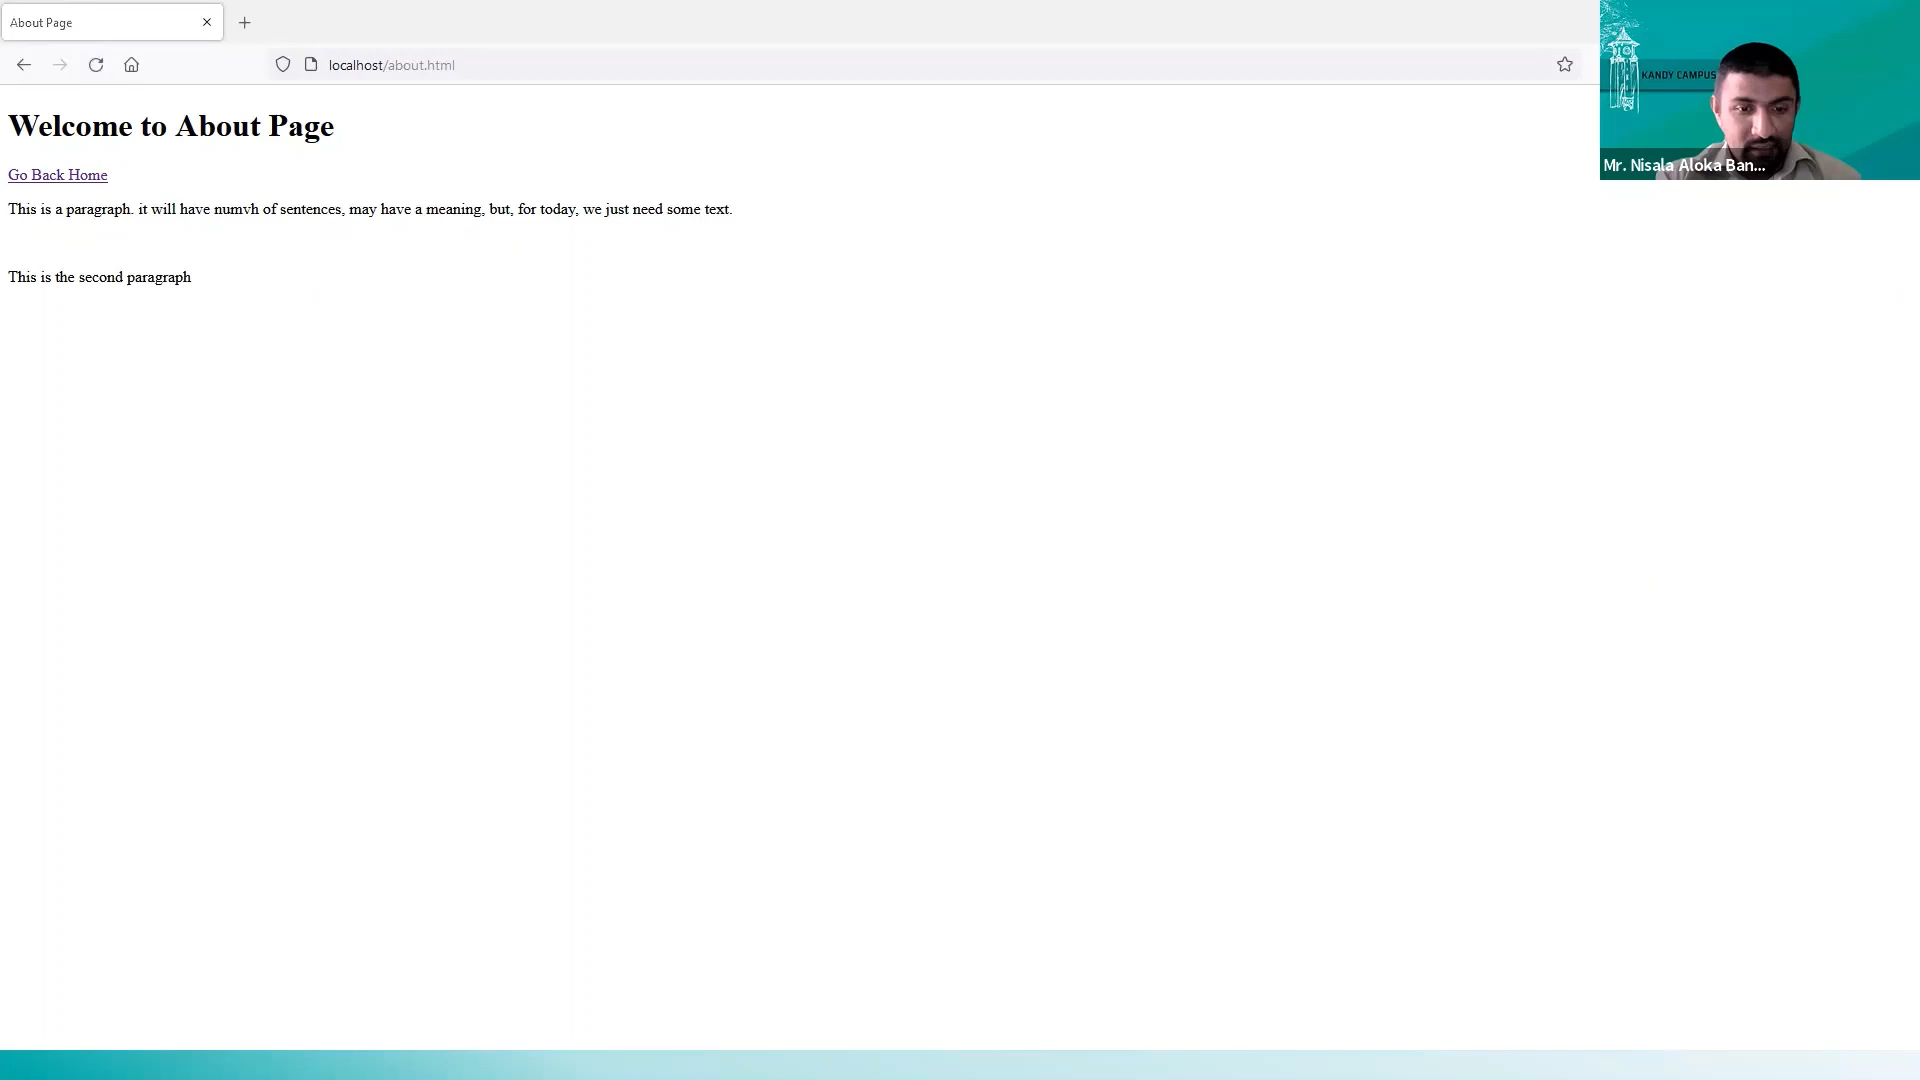 About Page
localhost/about.html
KANDY CAMPUS
Mr. Nisala Aloka Ban...
Welcome to About Page
Go Back Home
This is a paragraph. it will have numvh of sentences, may have a meaning, but, for today, we just need some text.
This is the second paragraph